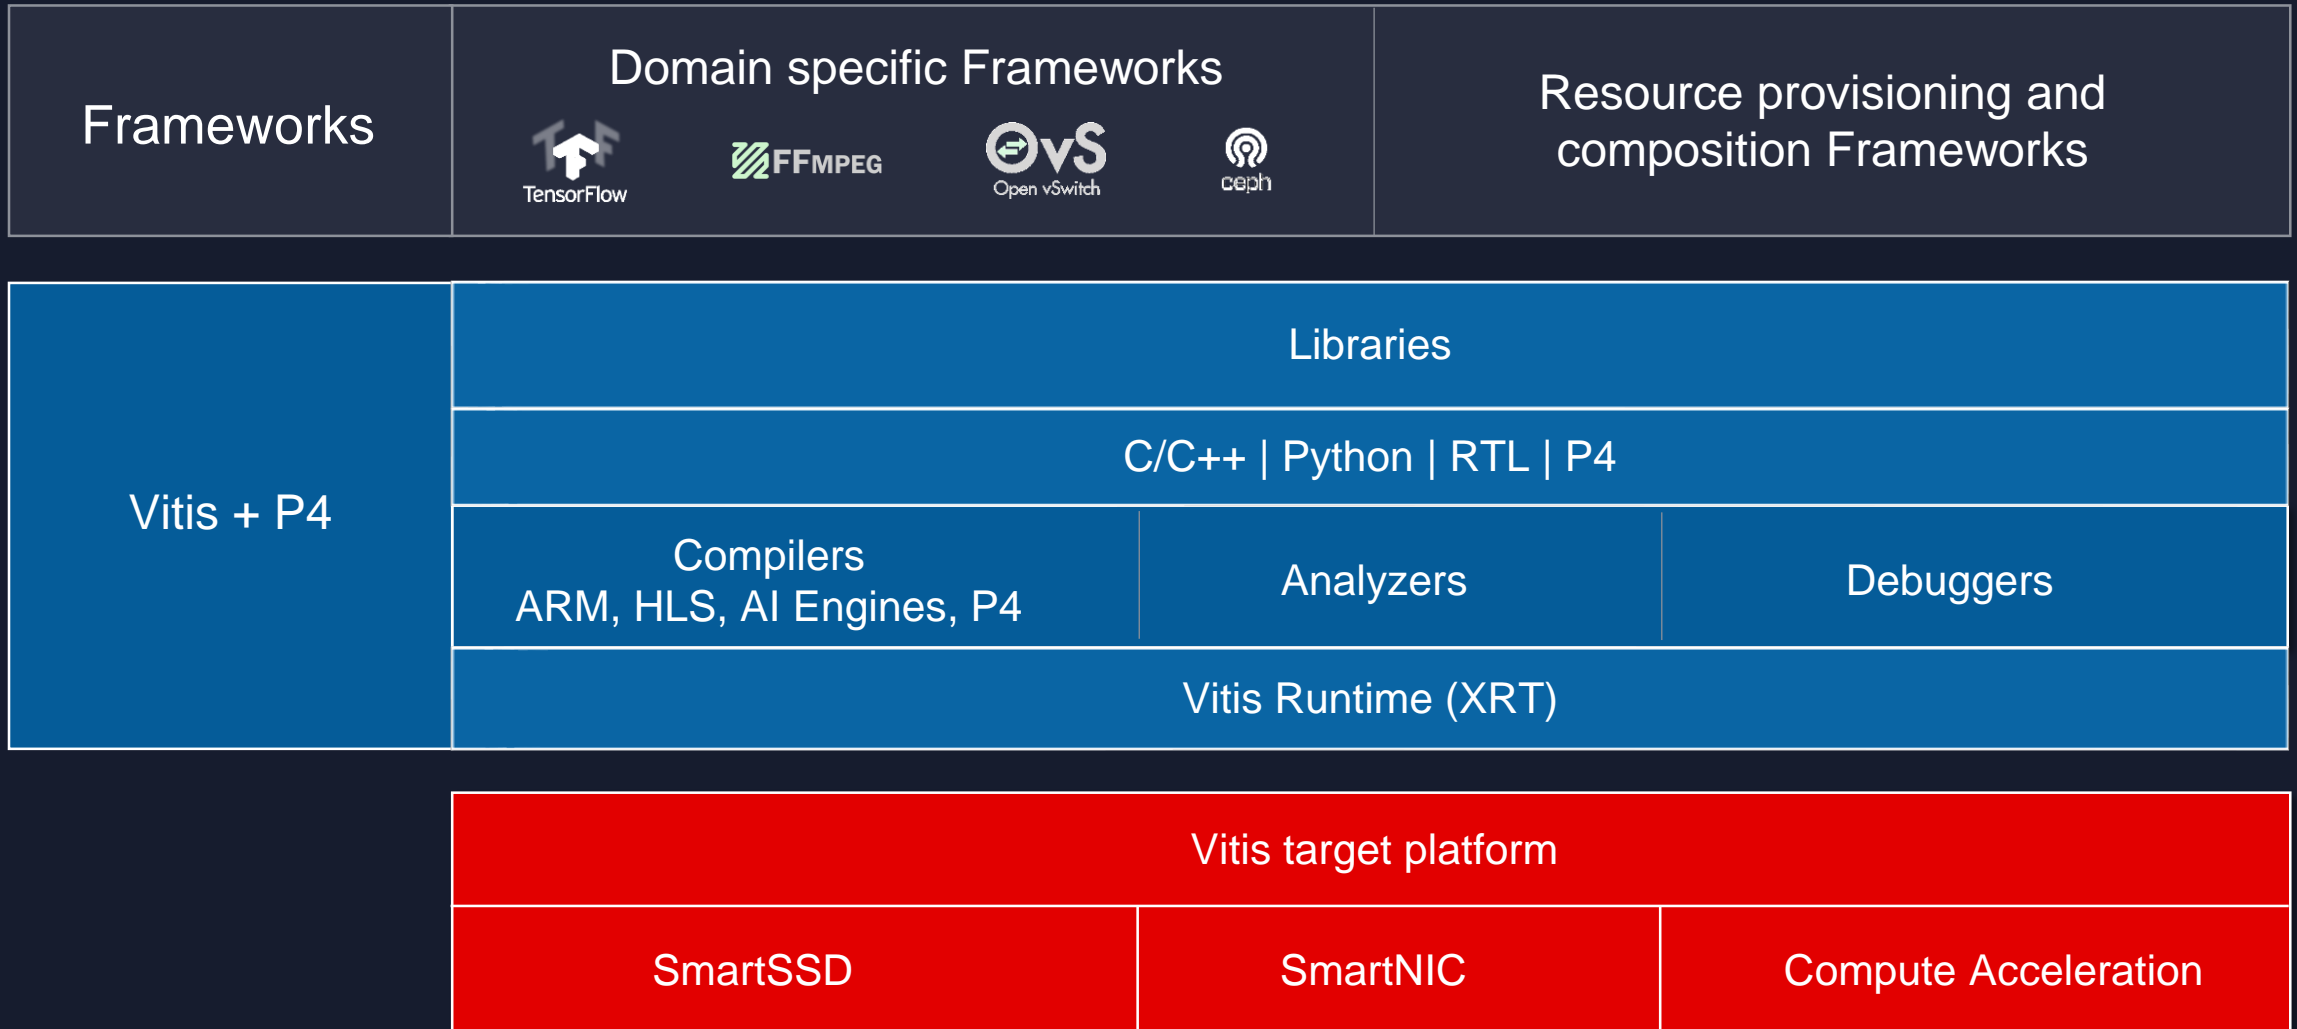 Frameworks
Domain specific Frameworks
TensorFlow
FFMPEG
OvS
Open vSwitch
ceph
Resource provisioning and
composition Frameworks
Vitis + P4
Libraries
C/C++ | Python | RTL | P4
Compilers
ARM, HLS, AI Engines, P4
Analyzers
Debuggers
Vitis Runtime (XRT)
Vitis target platform
SmartSSD
SmartNIC
Compute Acceleration